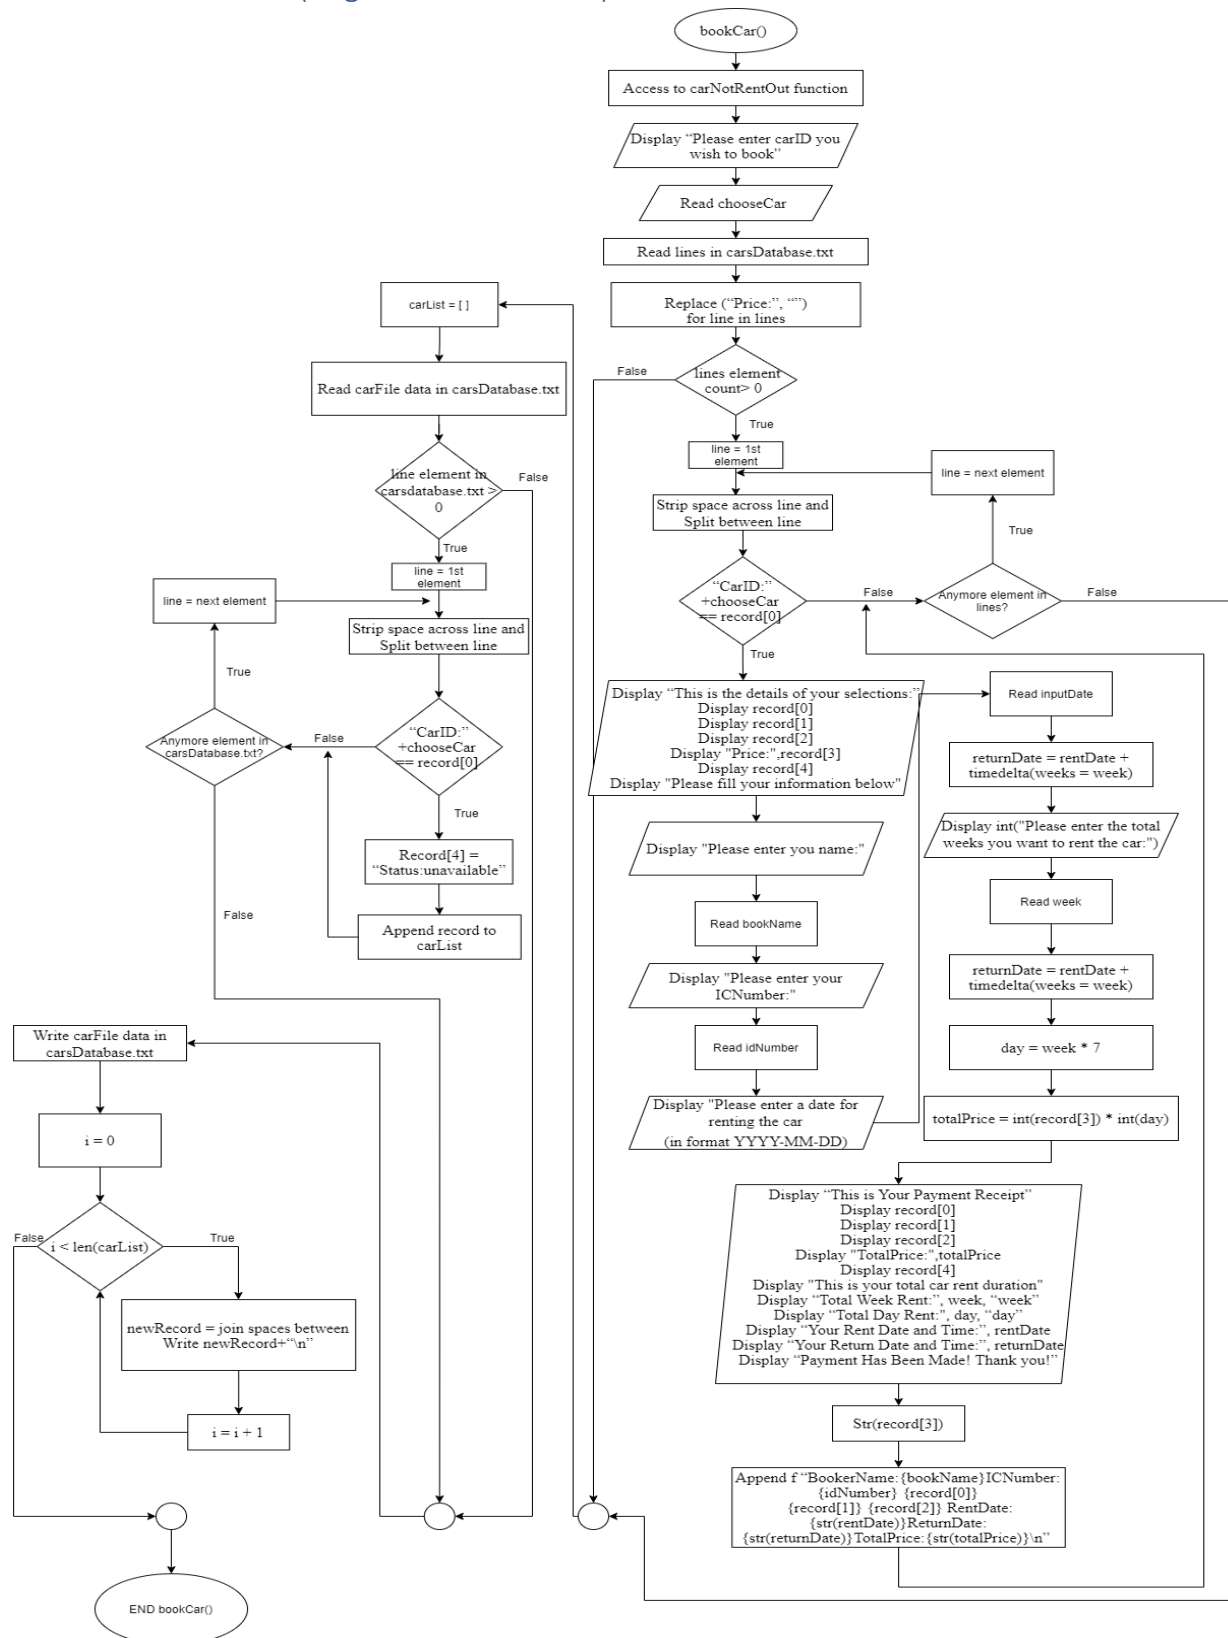 bookCar()
Access to carNotRentOut function
Display “Please enter carID you
wish to book”
Read chooseCar
Read lines in carsDatabase.txt
Replace (“Price:”, “”)
for line in lines
lines element
count> 0
False
True
line = 1st
element
line = next element
Strip space across line and
Split between line
True
“CarID:”
+chooseCar
== record[0]
False
Anymore element in
lines?
False
True
Display “This is the details of your selections:”
Display record[0]
Display record[1]
Display record[2]
Display "Price:",record[3]
Display record[4]
Display "Please fill your information below"
Display "Please enter you name:"
Read bookName
Display "Please enter your
ICNumber:"
Read idNumber
Display "Please enter a date for
renting the car
(in format YYYY-MM-DD)
Read inputDate
returnDate = rentDate +
timedelta(weeks = week)
Display int("Please enter the total
weeks you want to rent the car:")
Read week
returnDate = rentDate +
timedelta(weeks = week)
day = week * 7
totalPrice = int(record[3]) * int(day)
Display “This is Your Payment Receipt”
Display record[0]
Display record[1]
Display record[2]
Display "TotalPrice:",totalPrice
Display record[4]
Display "This is your total car rent duration"
Display “Total Week Rent:”, week, “week”
Display “Total Day Rent:", day, “day”
Display “Your Rent Date and Time:”, rentDate
Display “Your Return Date and Time:”, returnDate
Display “Payment Has Been Made! Thank you!”
Str(record[3])
Append f “BookerName:{bookName}ICNumber:
{idNumber} {record[0]}
{record[1]} {record[2]} RentDate:
{str(rentDate)}ReturnDate:
{str(returnDate)}TotalPrice:{str(totalPrice)}\n”
carList = [ ]
Read carFile data in carsDatabase.txt
line element in
carsdatabase.txt >
0
False
True
line = 1st
element
line = next element
Strip space across line and
Split between line
True
“CarID:”
+chooseCar
== record[0]
False
Anymore element in
carsDatabase.txt?
True
Record[4] =
“Status:unavailable”
Append record to
carList
False
Write carFile data in
carsDatabase.txt
i = 0
i < len(carList)
False
True
newRecord = join spaces between
Write newRecord+“\n”
i = i + 1
END bookCar()